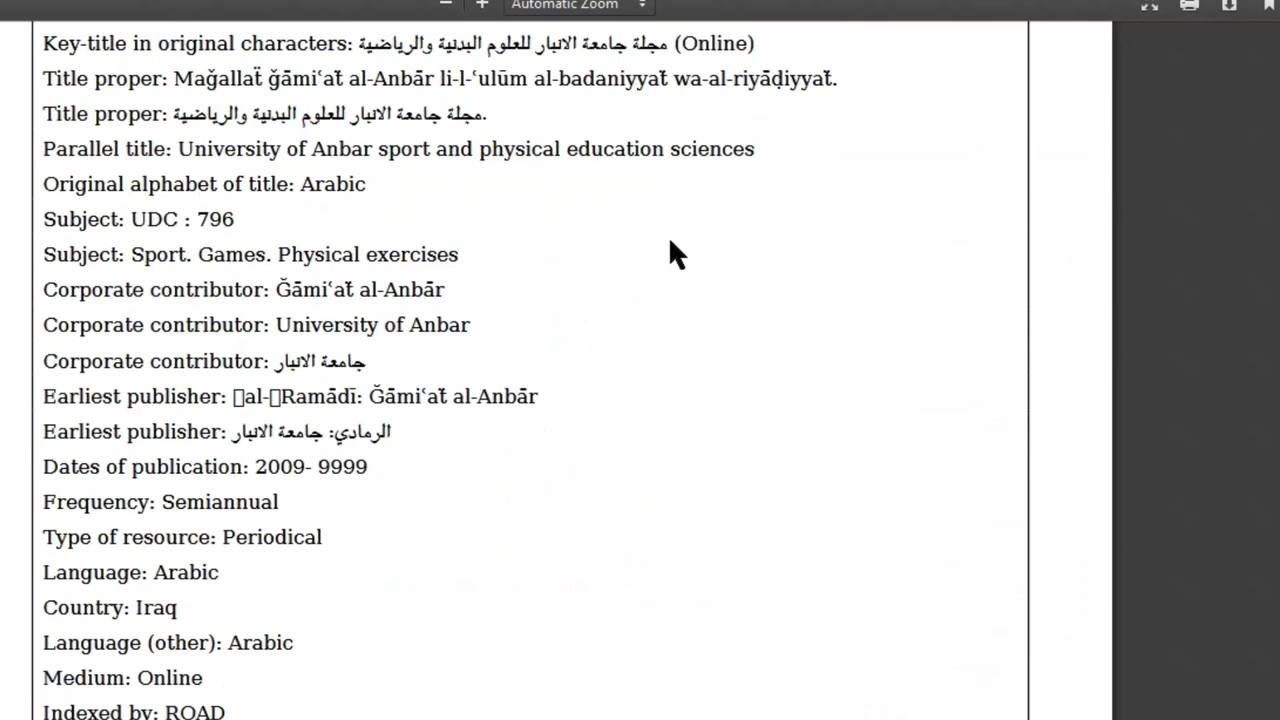 Automatic Zoom
Key-title in original characters: مجلة جامعة الانبار للعلوم البدنية والرياضية (Online)
Title proper: Maǧallaẗ ǧāmiʻaẗ al-Anbār li-l-ʻulūm al-badaniyyaẗ wa-al-riyāḍiyyaẗ.
Title proper: مجلة جامعة الانبار للعلوم البدنية والرياضية.
Parallel title: University of Anbar sport and physical education sciences
Original alphabet of title: Arabic
Subject: UDC : 796
Subject: Sport. Games. Physical exercises
Corporate contributor: Ǧāmiʻaẗ al-Anbār
Corporate contributor: University of Anbar
Corporate contributor: جامعة الانبار
Earliest publisher: al-Ramādī: Ǧāmiʻaẗ al-Anbār
Earliest publisher: الرمادي: جامعة الانبار
Dates of publication: 2009- 9999
Frequency: Semiannual
Type of resource: Periodical
Language: Arabic
Country: Iraq
Language (other): Arabic
Medium: Online
Indexed by: ROAD